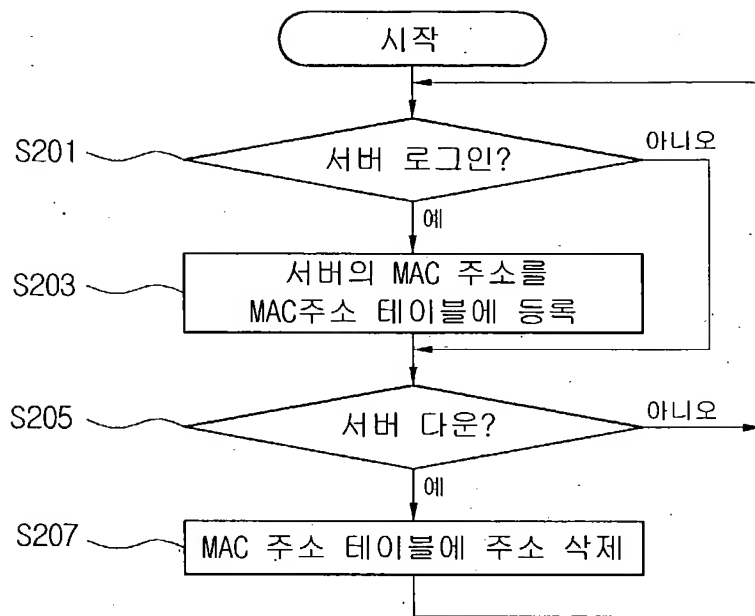 시작
S201
서버 로그인?
아니오
예
S203
서버의 MAC 주소를
MAC주소 테이블에 등록
S205
서버 다운?
아니오
예
S207
MAC 주소 테이블에 주소 삭제